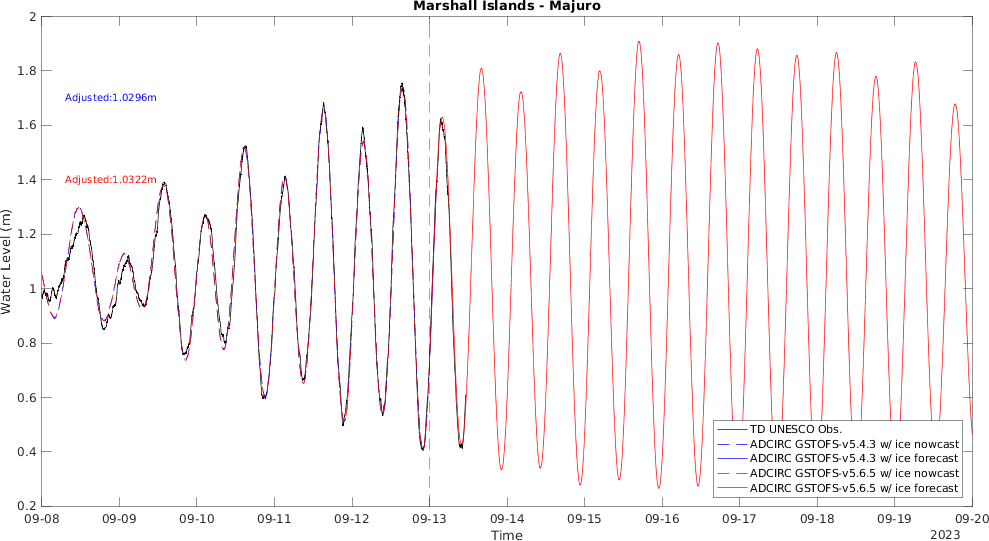 Marshall Islands - Majuro
2
1.8
1.6
1.4
1.2
1
0.8
0.6
0.4
0.2
Water Level (m)
Adjusted:1.0296m
Adjusted:1.0322m
TD UNESCO Obs.
ADCIRC GSTOFS-v5.4.3 w/ ice nowcast
ADCIRC GSTOFS-v5.4.3 w/ ice forecast
ADCIRC GSTOFS-v5.6.5 w/ ice nowcast
ADCIRC GSTOFS-v5.6.5 w/ ice forecast
09-08 09-09 09-10 09-11 09-12 09-13 09-14 09-15 09-16 09-17 09-18 09-19 09-20
Time
2023